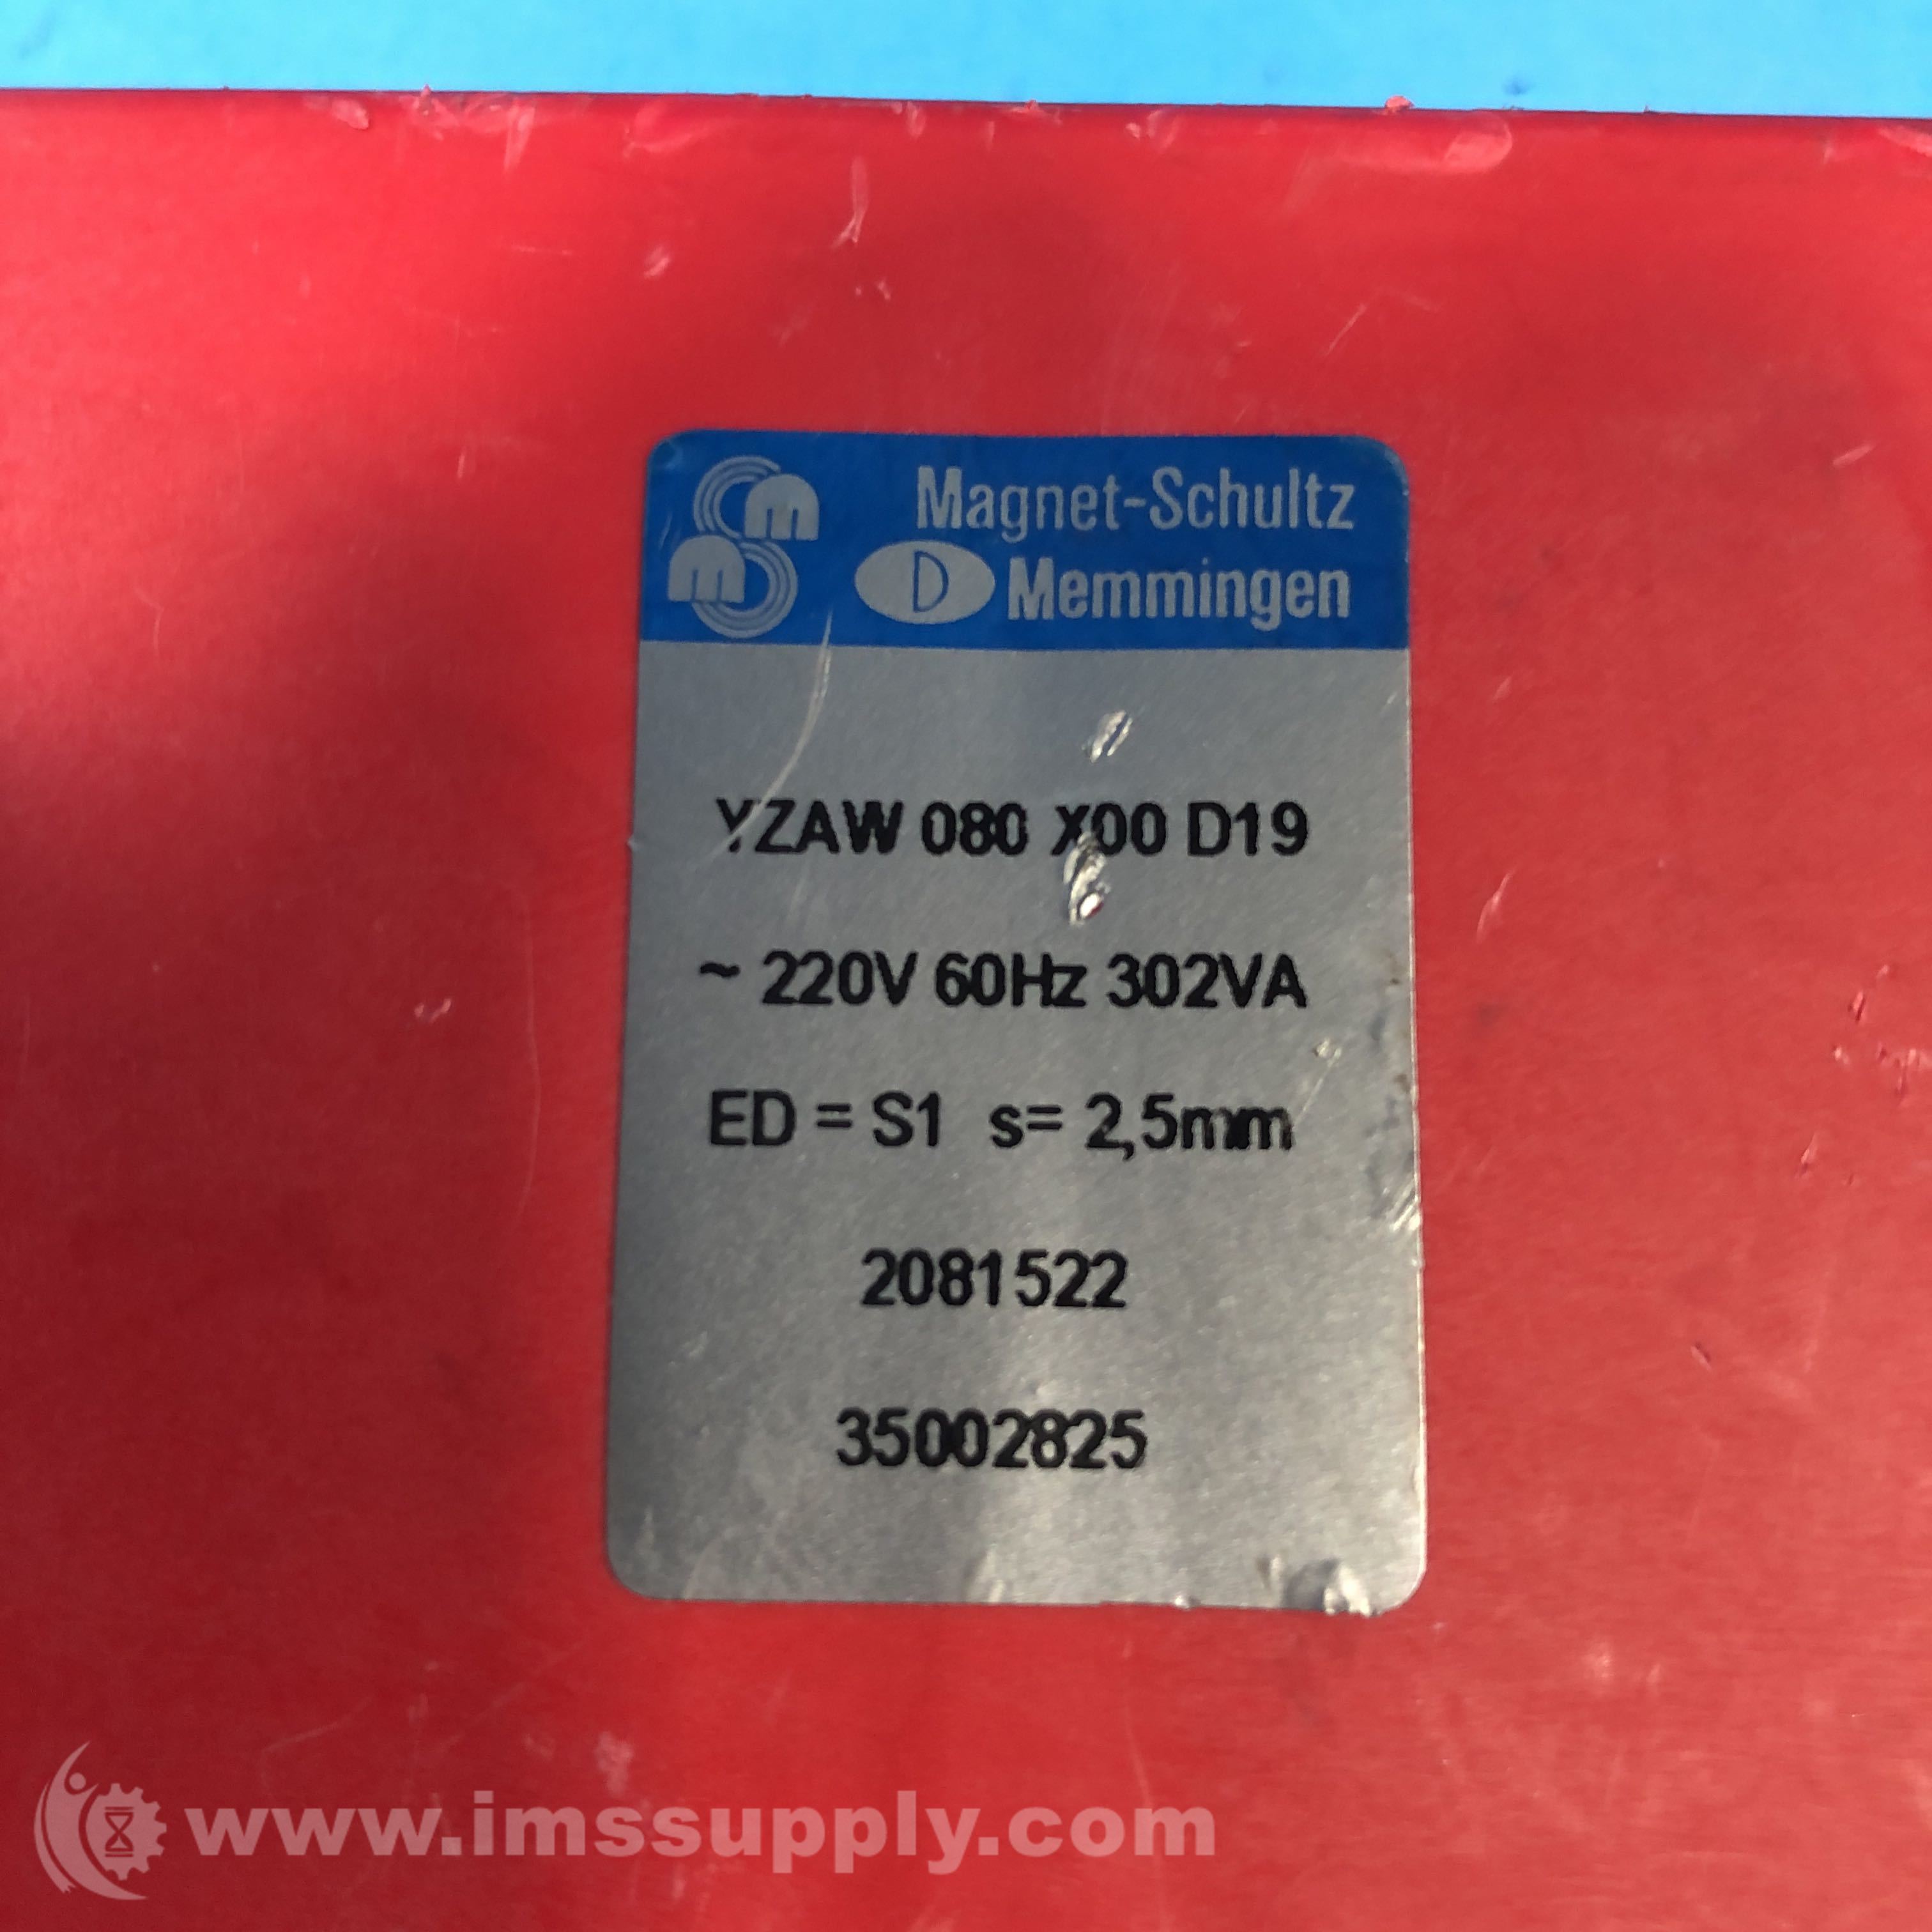 Magnet-Schultz
D Memmingen
YZAW 080 X00 D19
~ 220V 60Hz 302VA
ED = S1 s= 2,5mm
2081522
35002825
www.imssupply.com